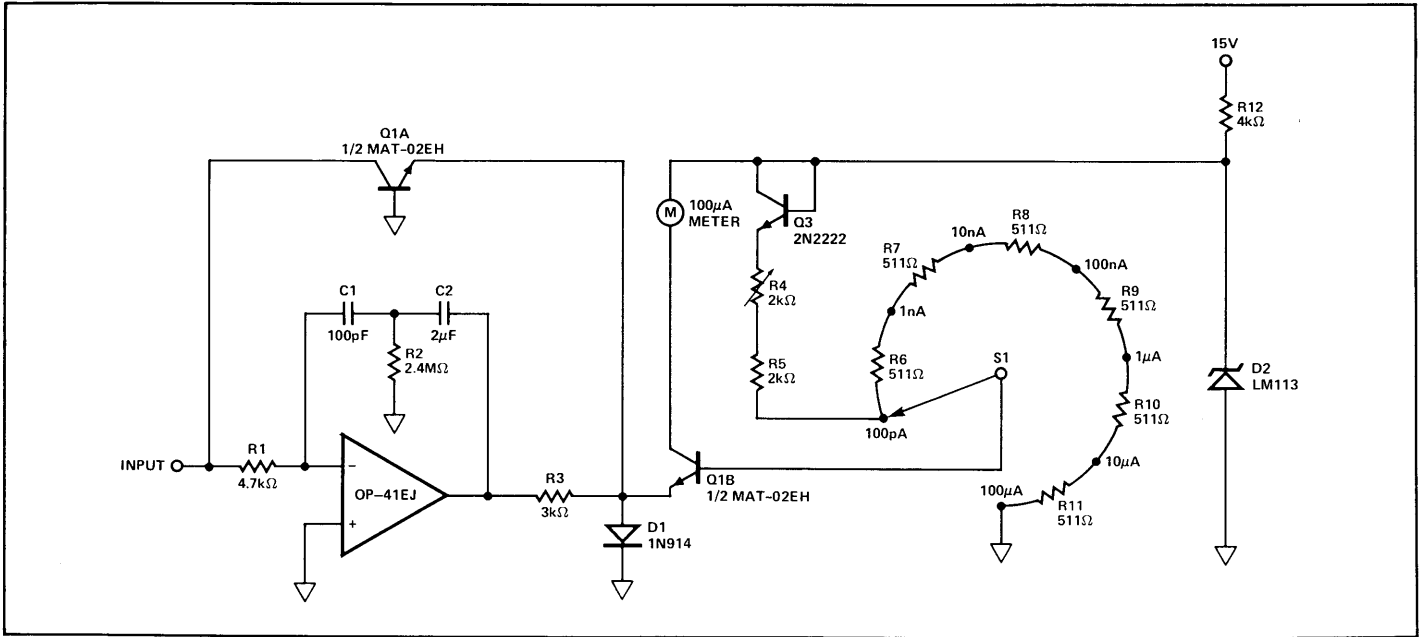 15V
R12
4kΩ
Q1A
1/2 MAT-02EH
M
100μA
METER
Q3
2N2222
R8
511Ω
10nA
R7
511Ω
100nA
R9
511Ω
R4
2kΩ
C1
C2
100pF
2μF
1nA
R2
2.4MΩ
R6
511Ω
R5
2kΩ
1μA
S1
D2
LM113
R10
511Ω
100pA
R1
INPUT
4.7kΩ
−
OP-41EJ
+
R3
3kΩ
Q1B
1/2 MAT-02EH
10μA
100μA
R11
511Ω
D1
1N914